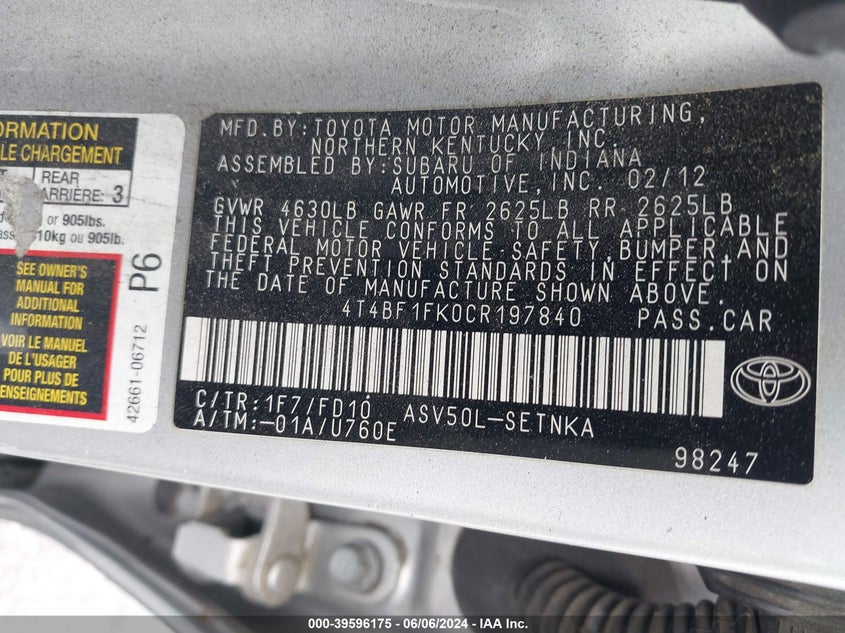 ORMATION
LE CHARGEMENT
REAR
ARRIÈRE: 3
or 905lbs.
10kg ou 905lb.
SEE OWNER'S
MANUAL FOR
ADDITIONAL
INFORMATION
VOIR LE MANUEL
DE L'USAGER
POUR PLUS DE
RENSEIGNEMENTS
P6
42661-06712
MFD.BY:TOYOTA MOTOR MANUFACTURING,
NORTHERN KENTUCKY,INC.
ASSEMBLED BY:SUBARU OF INDIANA
AUTOMOTIVE,INC. 02/12
GVWR 4630LB GAWR FR 2625LB RR 2625LB
THIS VEHICLE CONFORMS TO ALL APPLICABLE
FEDERAL MOTOR VEHICLE SAFETY,BUMPER,AND
THEFT PREVENTION STANDARDS IN EFFECT ON
THE DATE OF MANUFACTURE SHOWN ABOVE.
4T4BF1FK0CR197840 PASS.CAR
C/TR:1F7/FD10 ASV50L-SETNKA
A/TM:-01A/U760E
98247
000-39596175 - 06/06/2024 - IAA Inc.